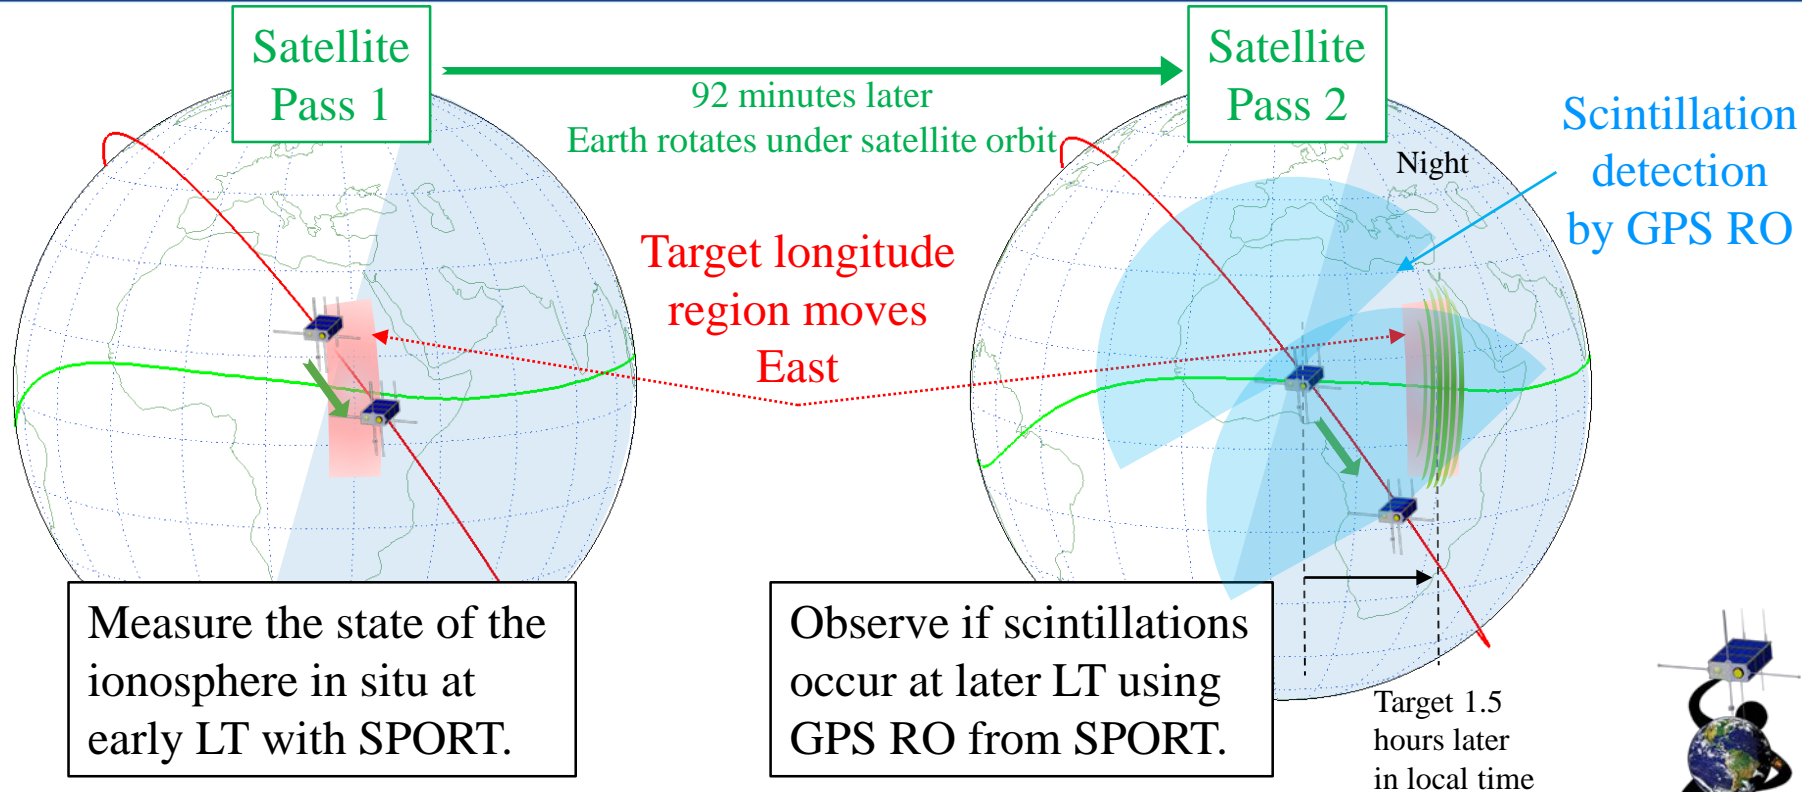 Satellite
Pass 1
92 minutes later
Earth rotates under satellite orbit
Satellite
Pass 2
Scintillation
detection
by GPS RO
Night
Target longitude
region moves
East
Measure the state of the
ionosphere in situ at
early LT with SPORT.
Observe if scintillations
occur at later LT using
GPS RO from SPORT.
Target 1.5
hours later
in local time